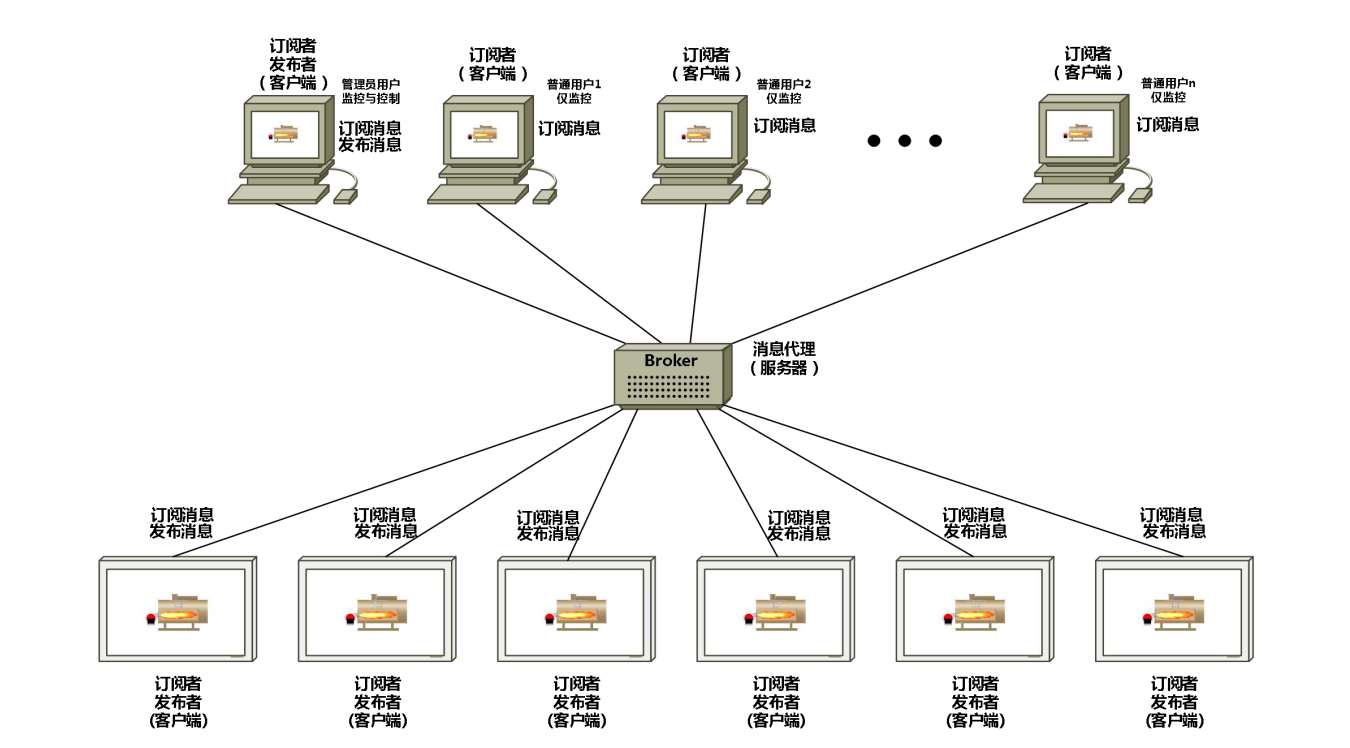 订阅者
发布者
（客户端）
管理员用户
监控与控制
订阅消息
发布消息
订阅者
（客户端）
普通用户1
仅监控
订阅消息
订阅者
（客户端）
普通用户2
仅监控
订阅消息
订阅者
（客户端）
普通用户n
仅监控
订阅消息
Broker
消息代理
（服务器）
订阅消息
发布消息
订阅消息
发布消息
订阅消息
发布消息
订阅消息
发布消息
订阅消息
发布消息
订阅消息
发布消息
订阅者
发布者
(客户端)
订阅者
发布者
(客户端)
订阅者
发布者
(客户端)
订阅者
发布者
(客户端)
订阅者
发布者
(客户端)
订阅者
发布者
(客户端)